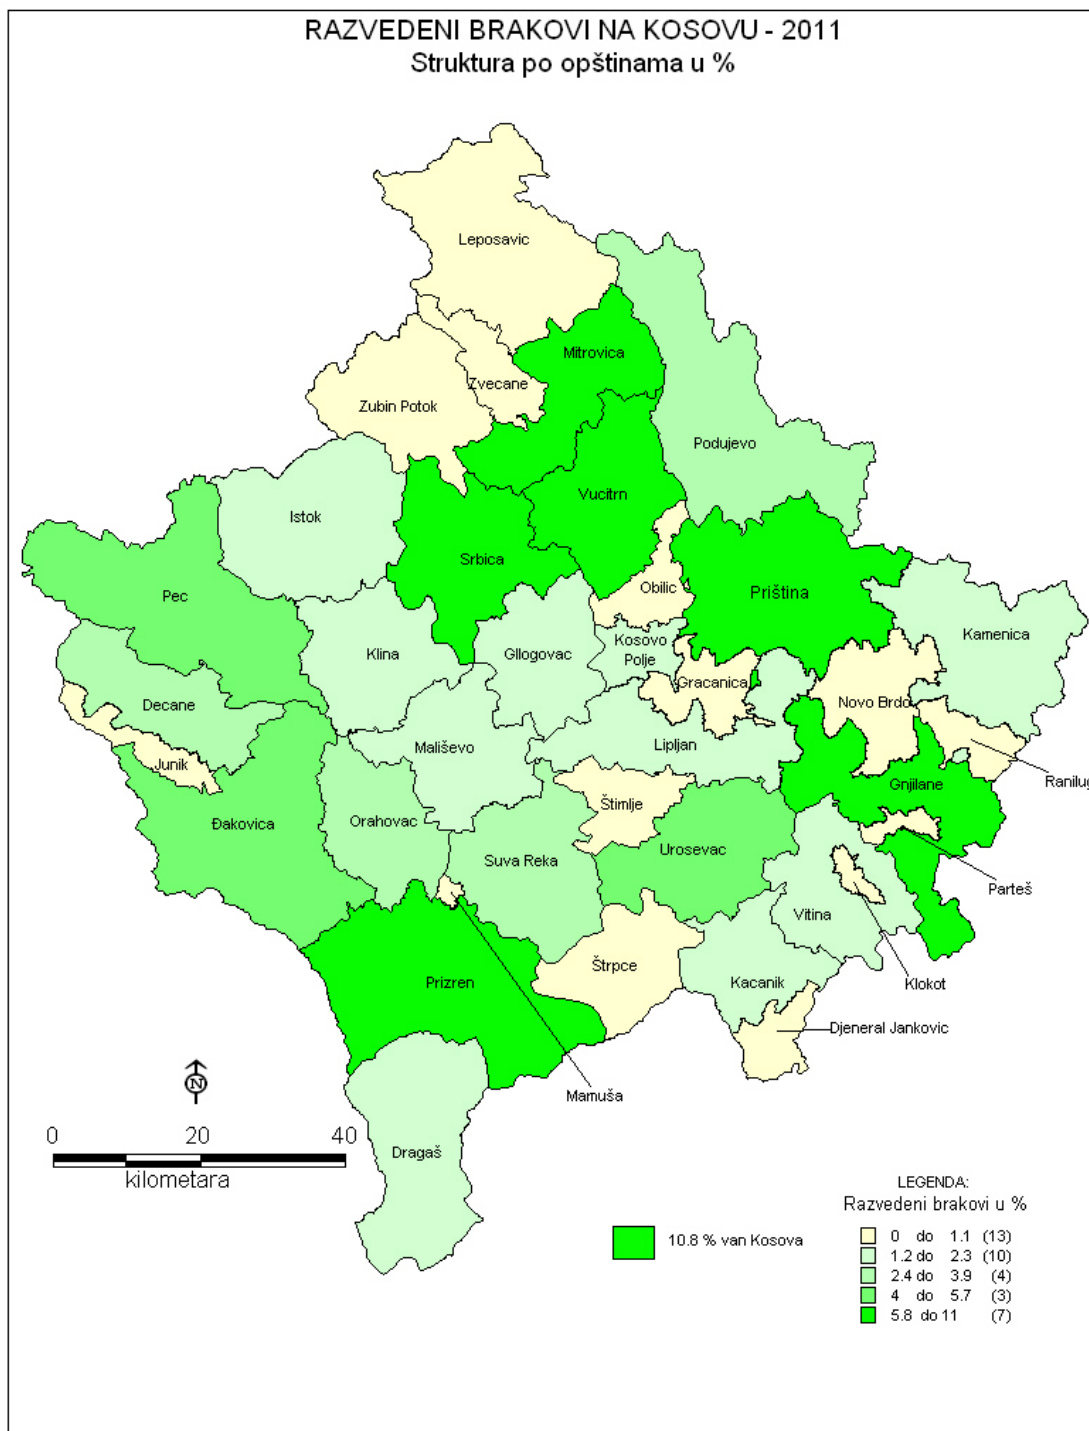 RAZVEDENI BRAKOVI NA KOSOVU - 2011
Struktura po opštinama u %
Leposavic
Mitrovica
Zvecane
Zubin Potok
Podujevo
Vucitrn
Istok
Srbica
Obilic
Priština
Pec
Kamenica
Kosovo
Polje
Klina
Gllogovac
Gracanica
Decane
Novo Brdo
Mališevo
Lipljan
Junik
Ranilug
Gnjilane
Štimlje
Đakovica
Orahovac
Urosevac
Suva Reka
Parteš
Vitina
Štrpce
Prizren
Kacanik
Klokot
Djeneral Jankovic
N
Mamuša
0 20 40
kilometara
Dragaš
LEGENDA:
Razvedeni brakovi u %
10.8 % van Kosova
0 do 1.1 (13)
1.2 do 2.3 (10)
2.4 do 3.9 (4)
4 do 5.7 (3)
5.8 do 11 (7)